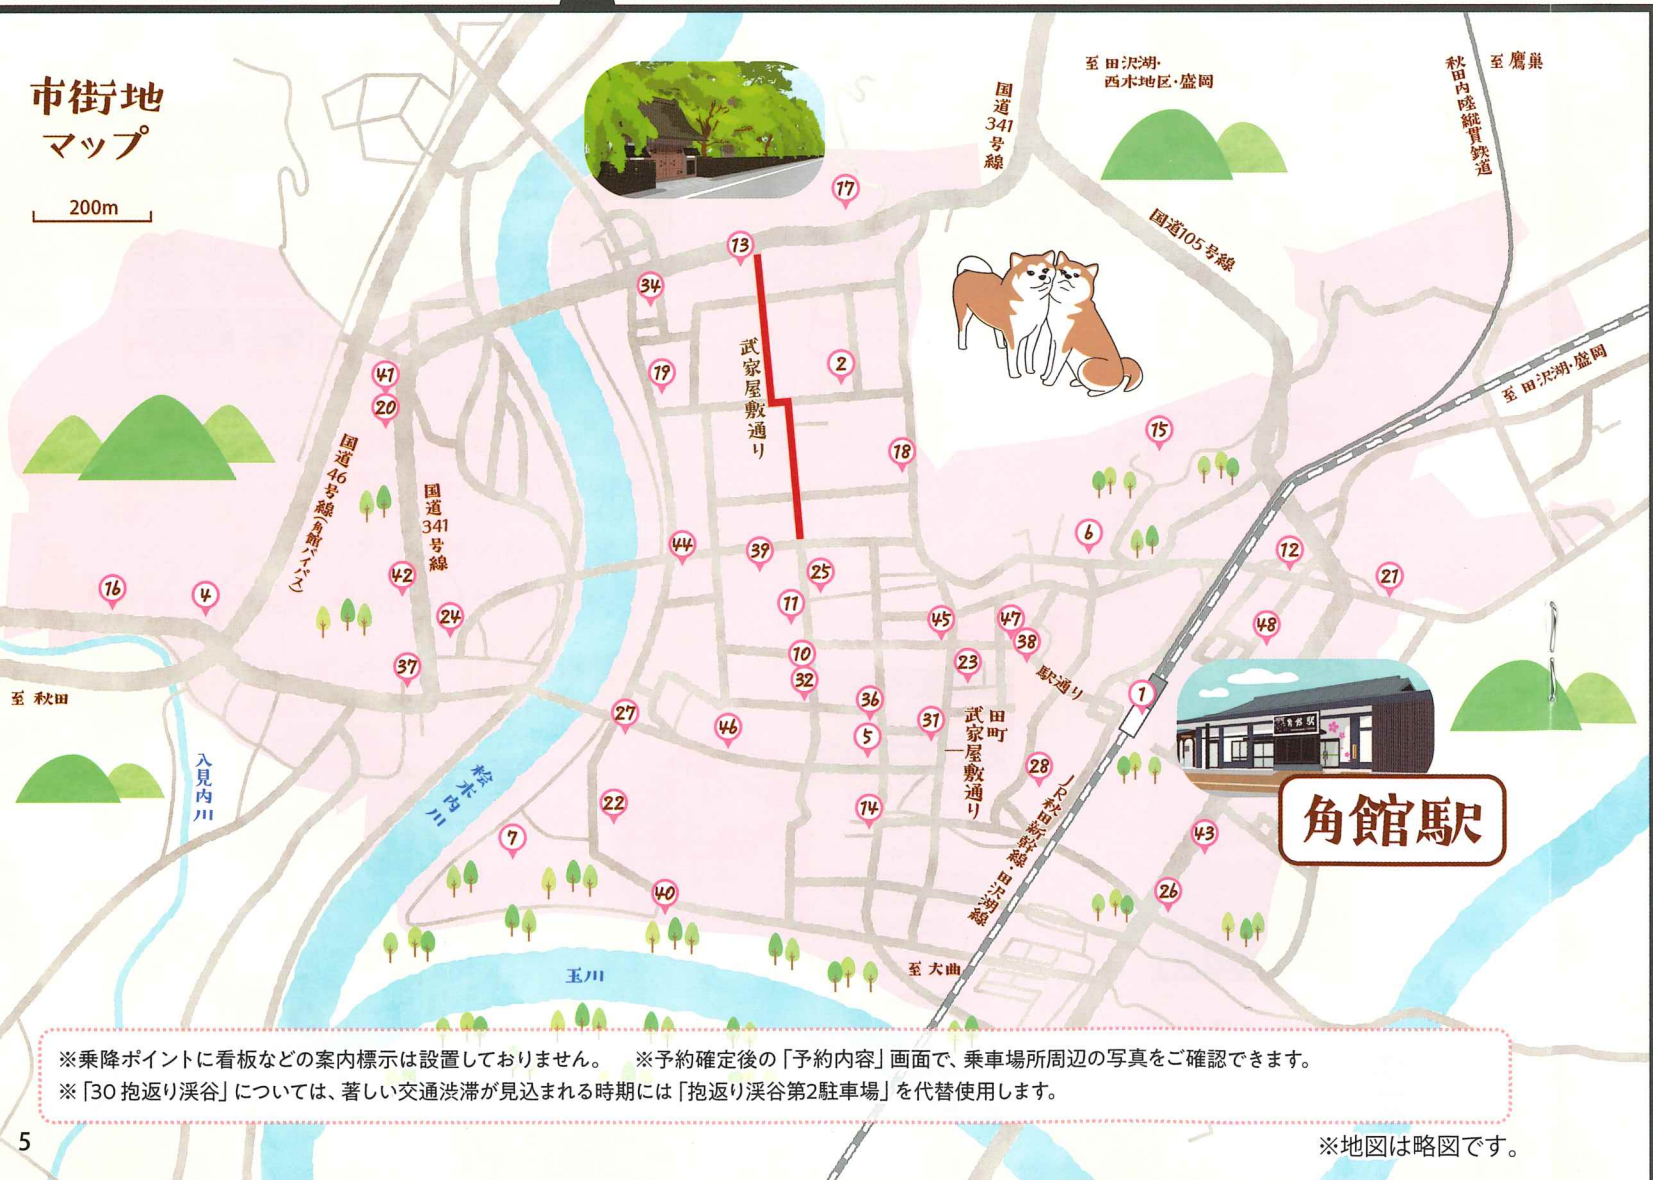 市街地
マップ
200m
至 田沢湖・
西木地区・盛岡
国道341号線
秋田内陸縦貫鉄道
至 鷹巣
国道105号線
17
13
34
武家屋敷通り
2
19
41
20
18
15
至 田沢湖・盛岡
国道46号線(角館バイパス)
国道341号線
44
39
6
12
25
42
21
16
4
11
24
45
47
48
38
10
23
37
32
駅通り
1
至 秋田
36
27
46
31
5
田町
武家屋敷通り
角館駅
28
入見内川
桧木内川
22
14
JR秋田新幹線・田沢湖線
角館駅
7
43
40
26
玉川
至 大曲
※乗降ポイントに看板などの案内標示は設置しておりません。 ※予約確定後の「予約内容」画面で、乗車場所周辺の写真をご確認できます。
※「30 抱返り渓谷」については、著しい交通渋滞が見込まれる時期には「抱返り渓谷第2駐車場」を代替使用します。
5
※地図は略図です。